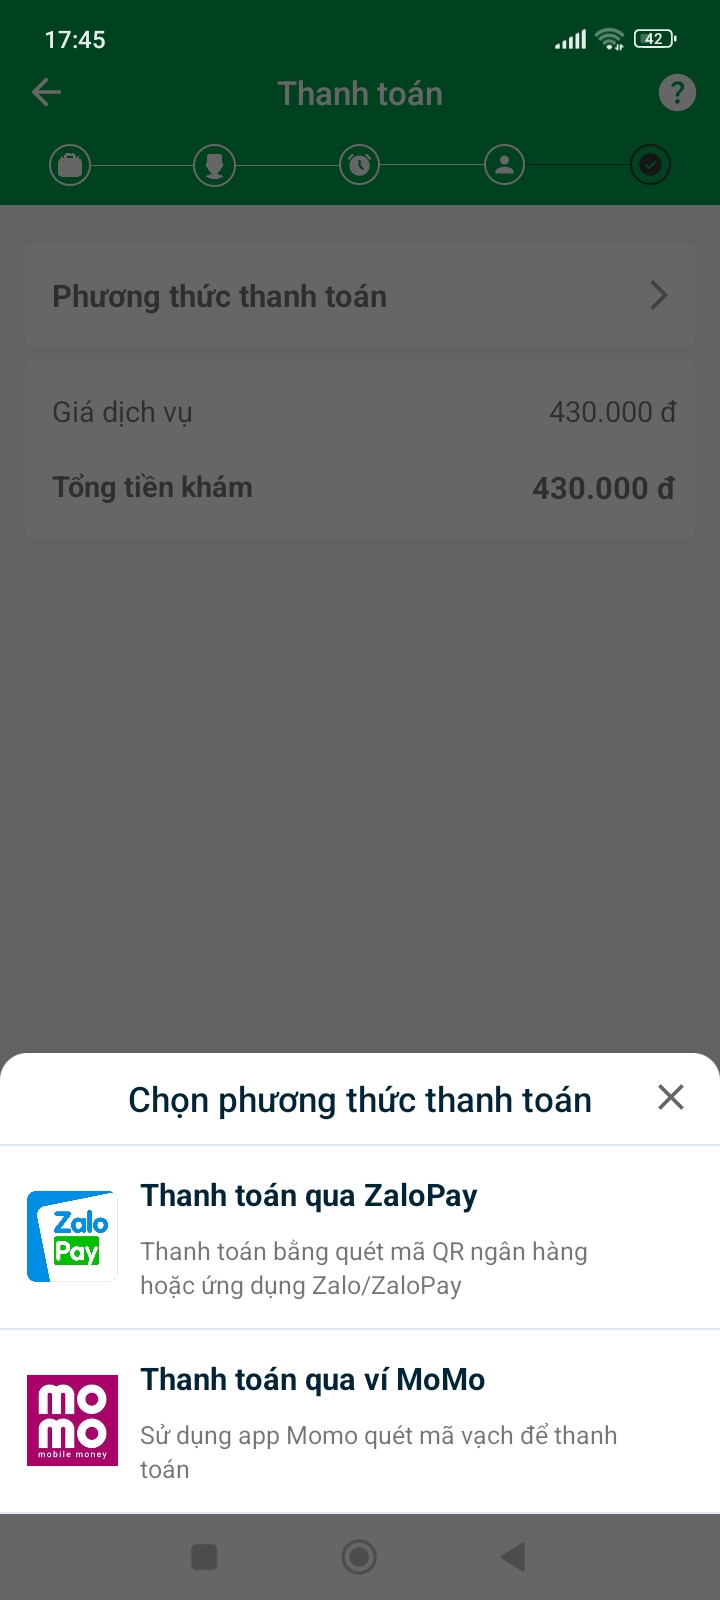 17:45
42
Thanh toán
?
Phương thức thanh toán
Giá dịch vụ 430.000 đ
Tổng tiền khám 430.000 đ
Chọn phương thức thanh toán
Thanh toán qua ZaloPay
Zalo
Pay
Thanh toán bằng quét mã QR ngân hàng
hoặc ứng dụng Zalo/ZaloPay
Thanh toán qua ví MoMo
mo
mo
mobile money
Sử dụng app Momo quét mã vạch để thanh
toán